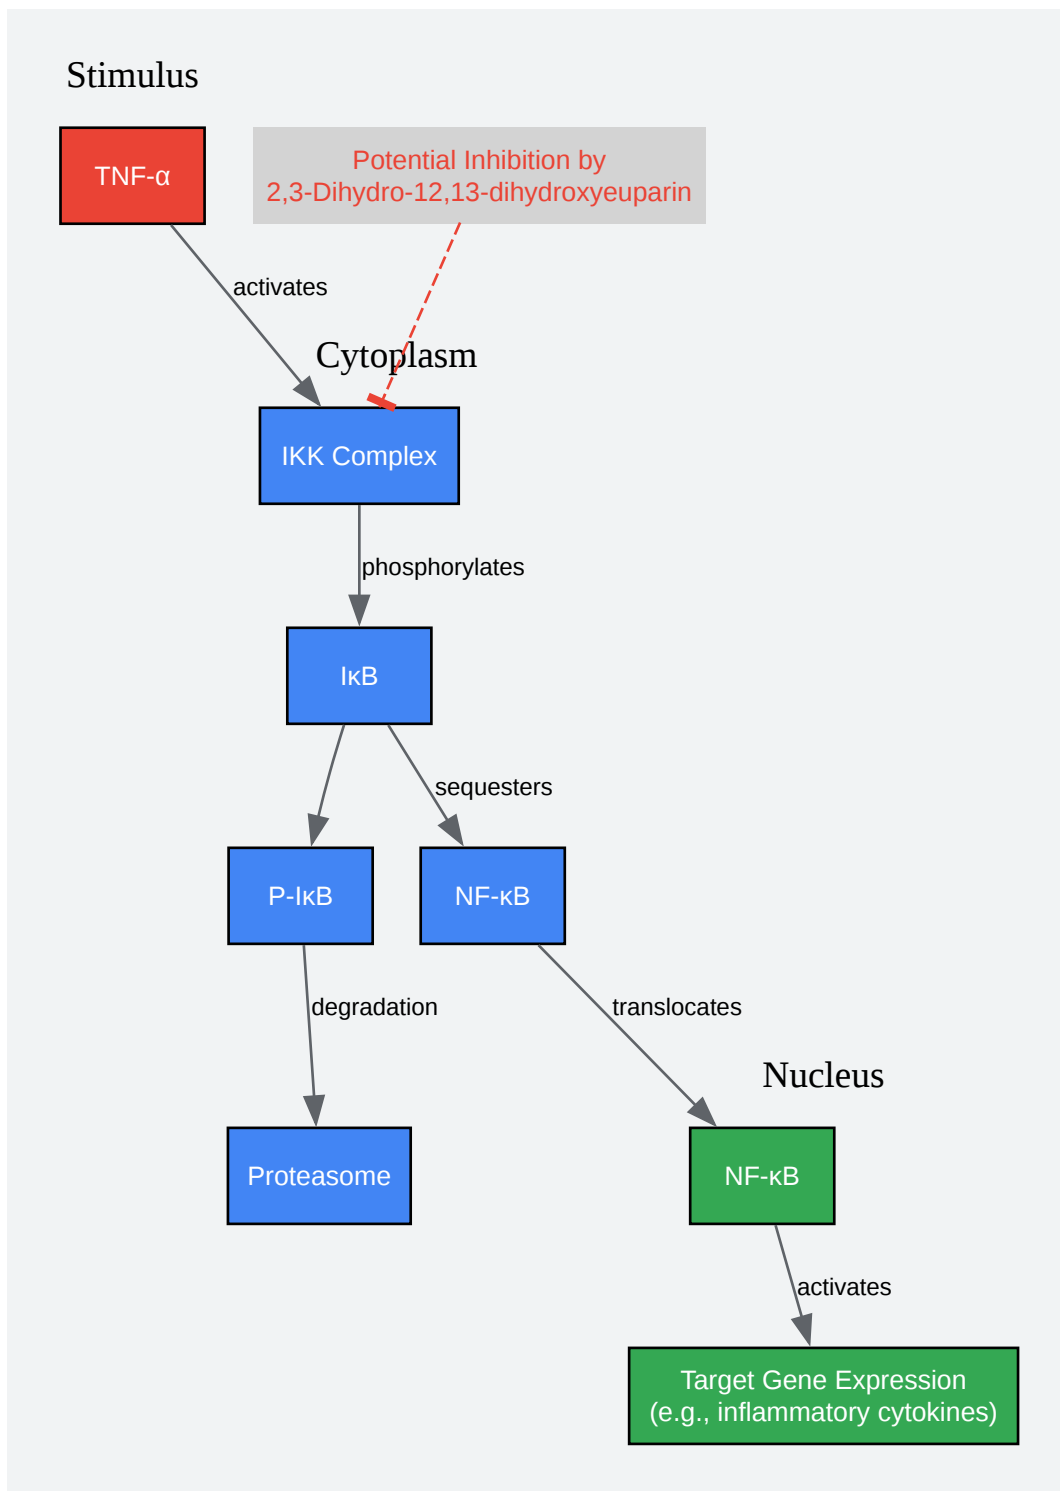 Stimulus
TNF-α
Potential Inhibition by
2,3-Dihydro-12,13-dihydroxyeuparin
activates
Cytoplasm
IKK Complex
phosphorylates
IκB
sequesters
P-IκB
NF-κB
degradation
translocates
Nucleus
Proteasome
NF-κB
activates
Target Gene Expression
(e.g., inflammatory cytokines)